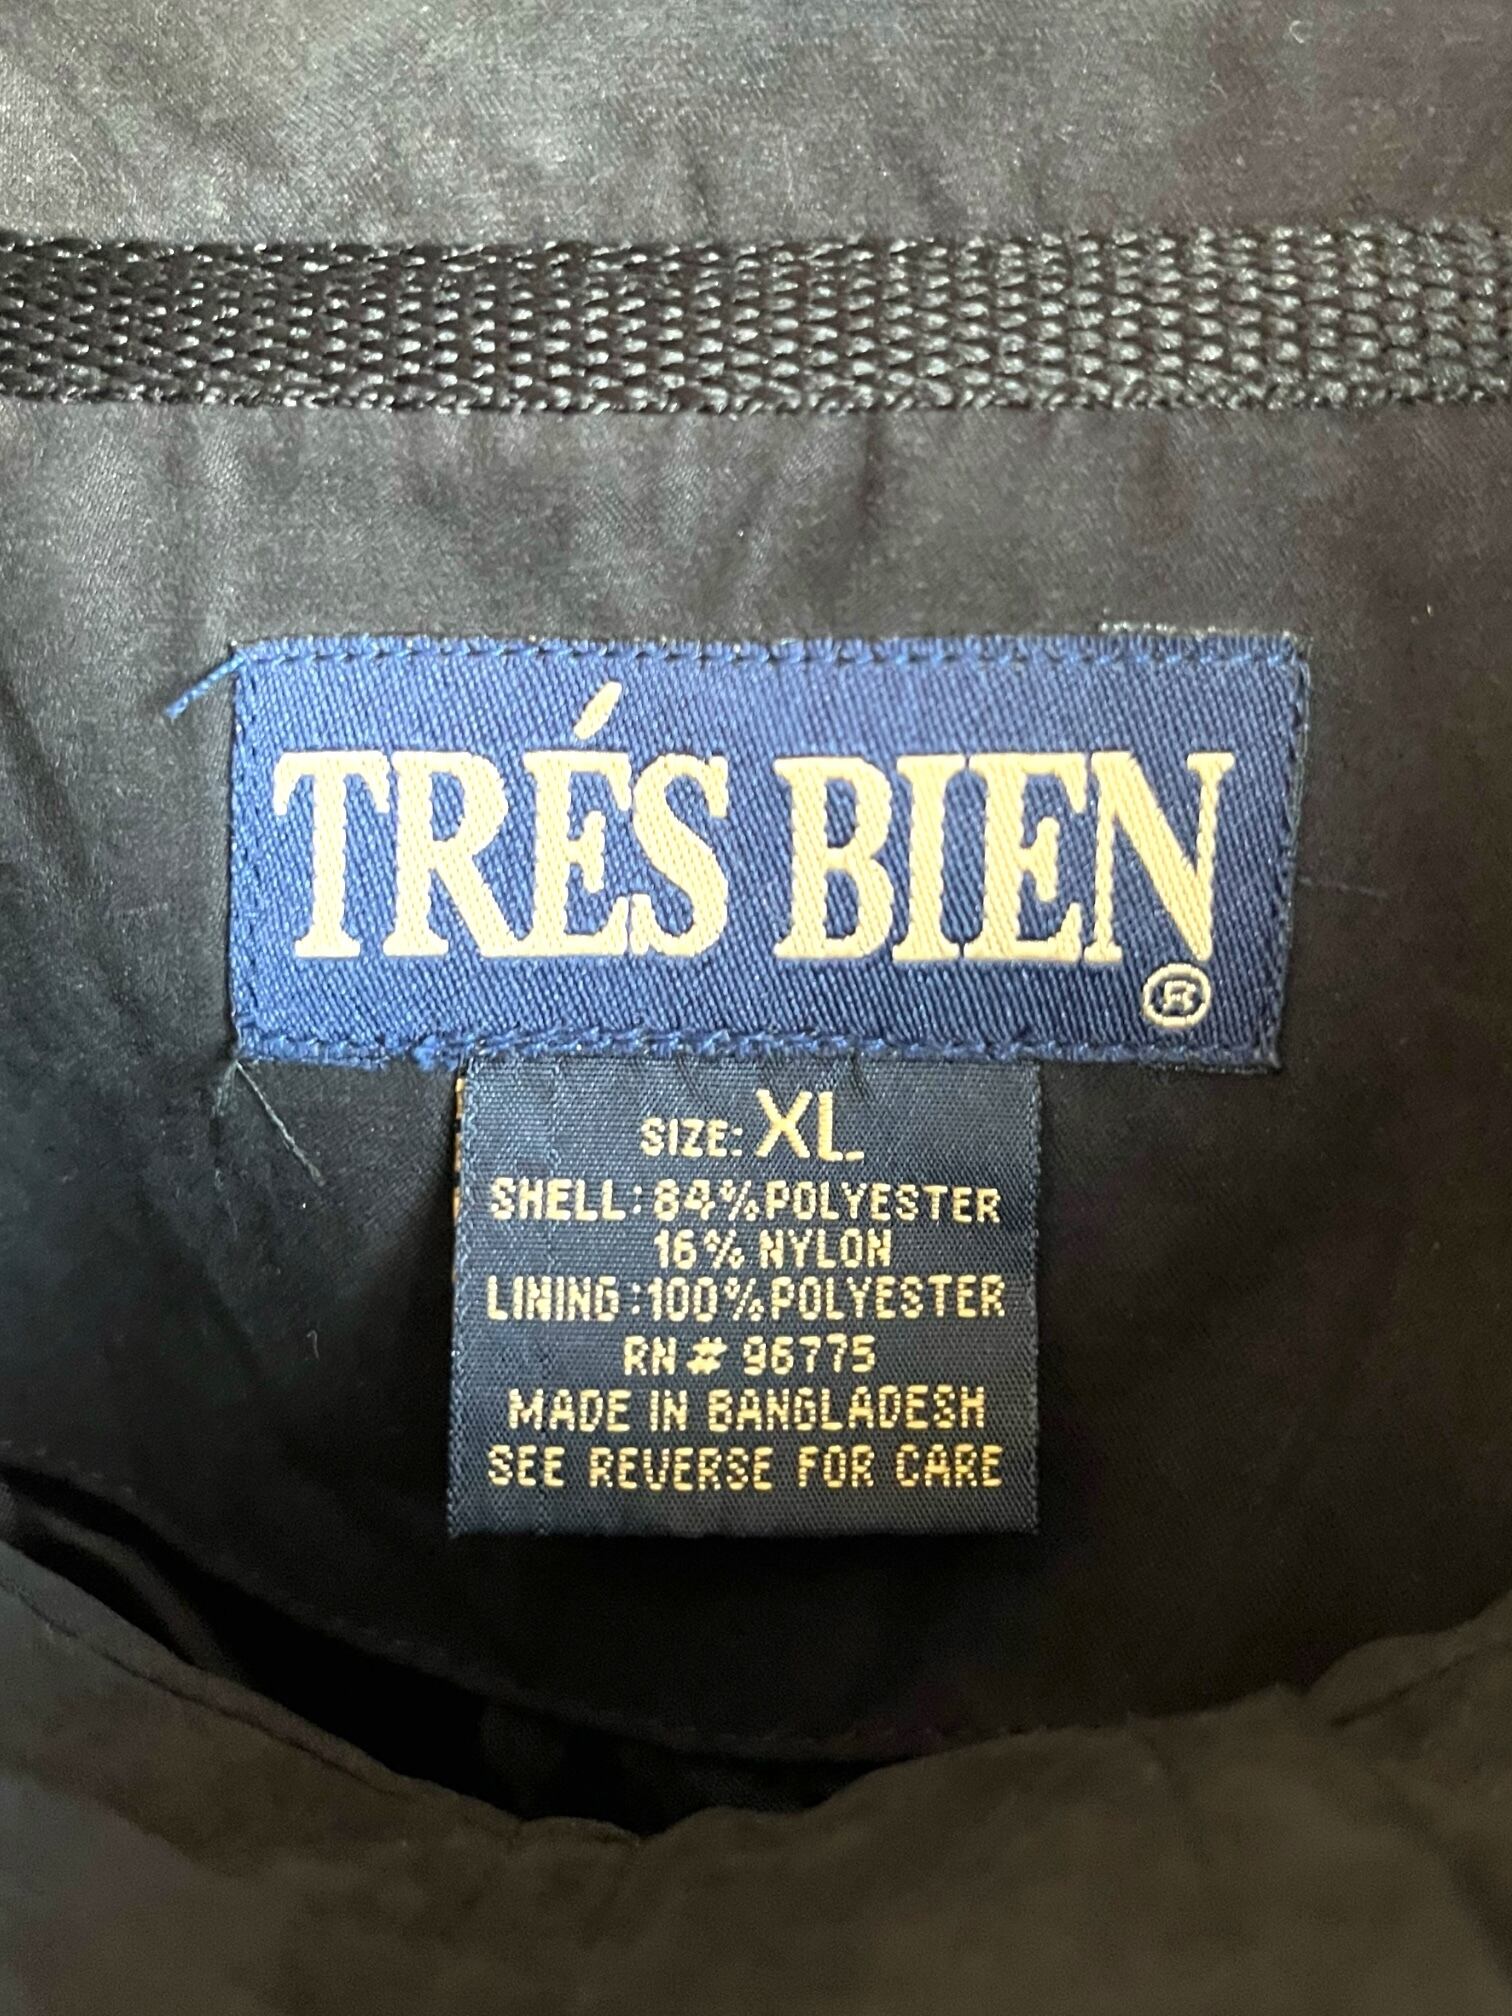 TRÉS BIEN
®
SIZE: XL
SHELL: 84% POLYESTER
16% NYLON
LINING: 100% POLYESTER
RN # 96775
MADE IN BANGLADESH
SEE REVERSE FOR CARE